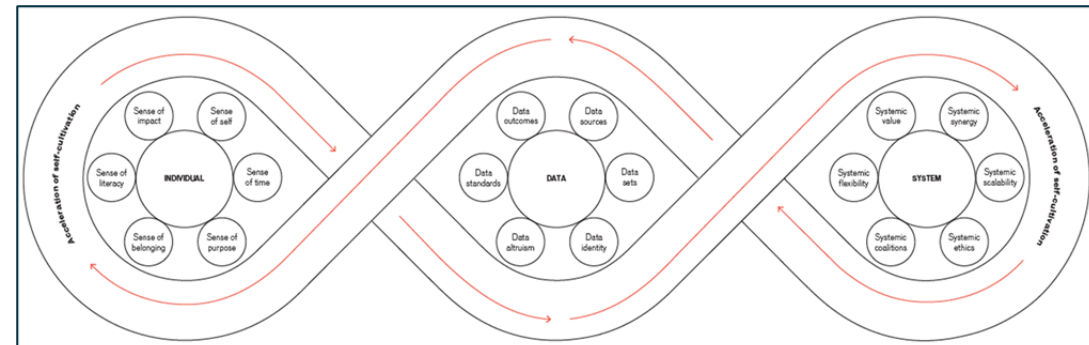 Acceleration of self-cultivation
Sense of
impact
Sense
of self
Sense of
literacy
INDIVIDUAL
Sense
of time
Sense of
belonging
Sense of
purpose
Data
outcomes
Data
sources
Data
standards
DATA
Data
sets
Data
altruism
Data
identity
Systemic
value
Systemic
synergy
Systemic
flexibility
SYSTEM
Systemic
scalability
Systemic
coalitions
Systemic
ethics
Acceleration of self-cultivation